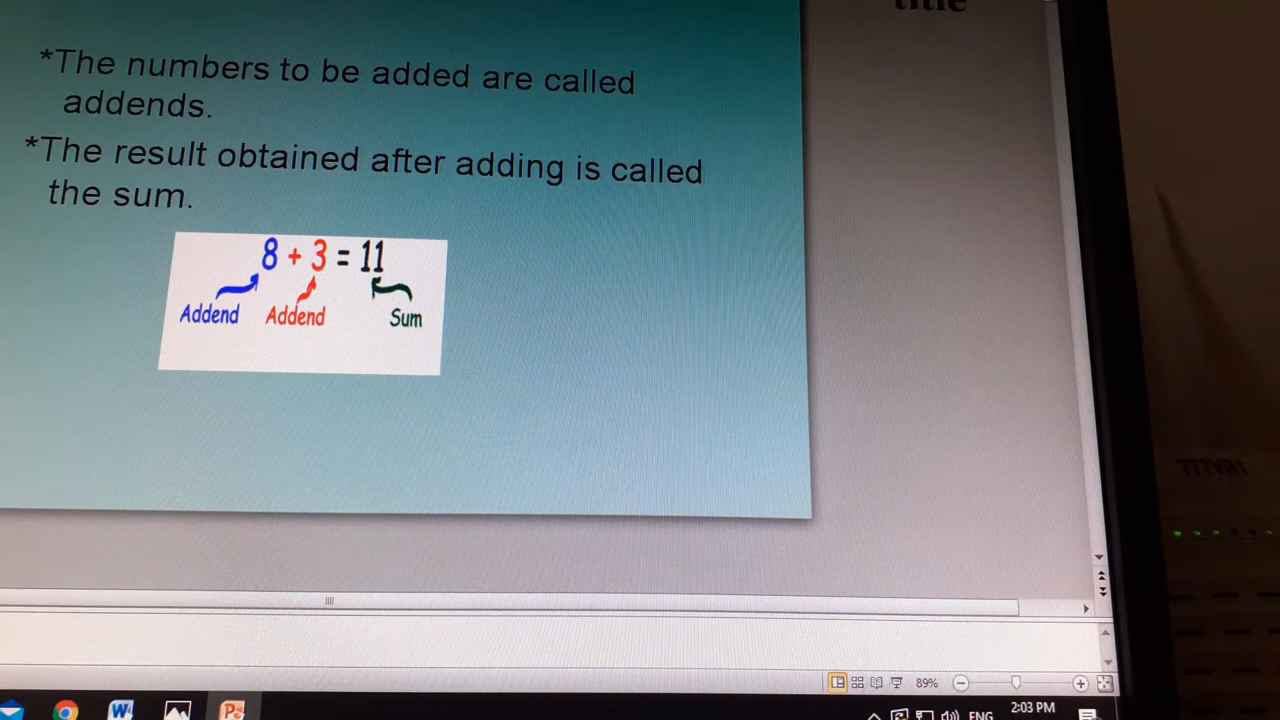 title
*The numbers to be added are called
addends.
*The result obtained after adding is called
the sum.
8 + 3 = 11
Addend Addend Sum
89%
ENG
2:03 PM